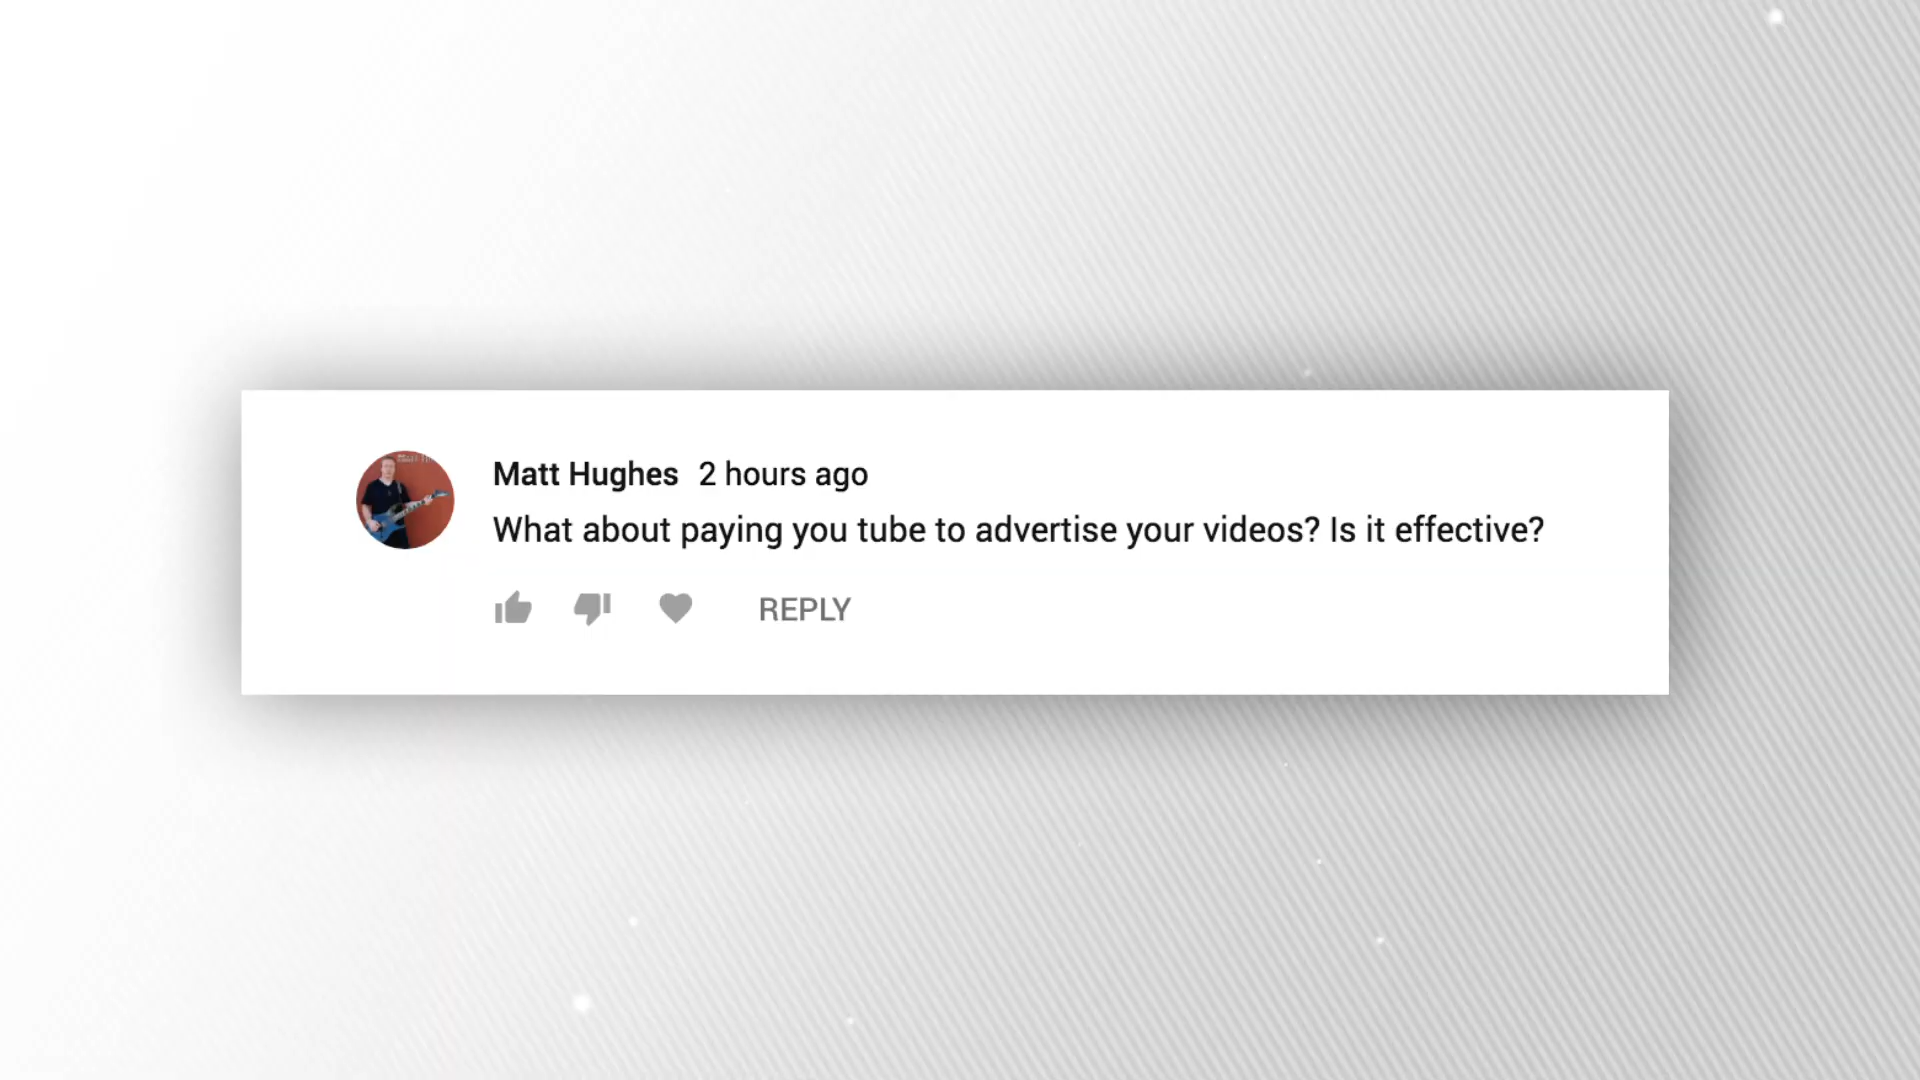 Matt Hughes 2 hours ago
What about paying you tube to advertise your videos? Is it effective?
REPLY